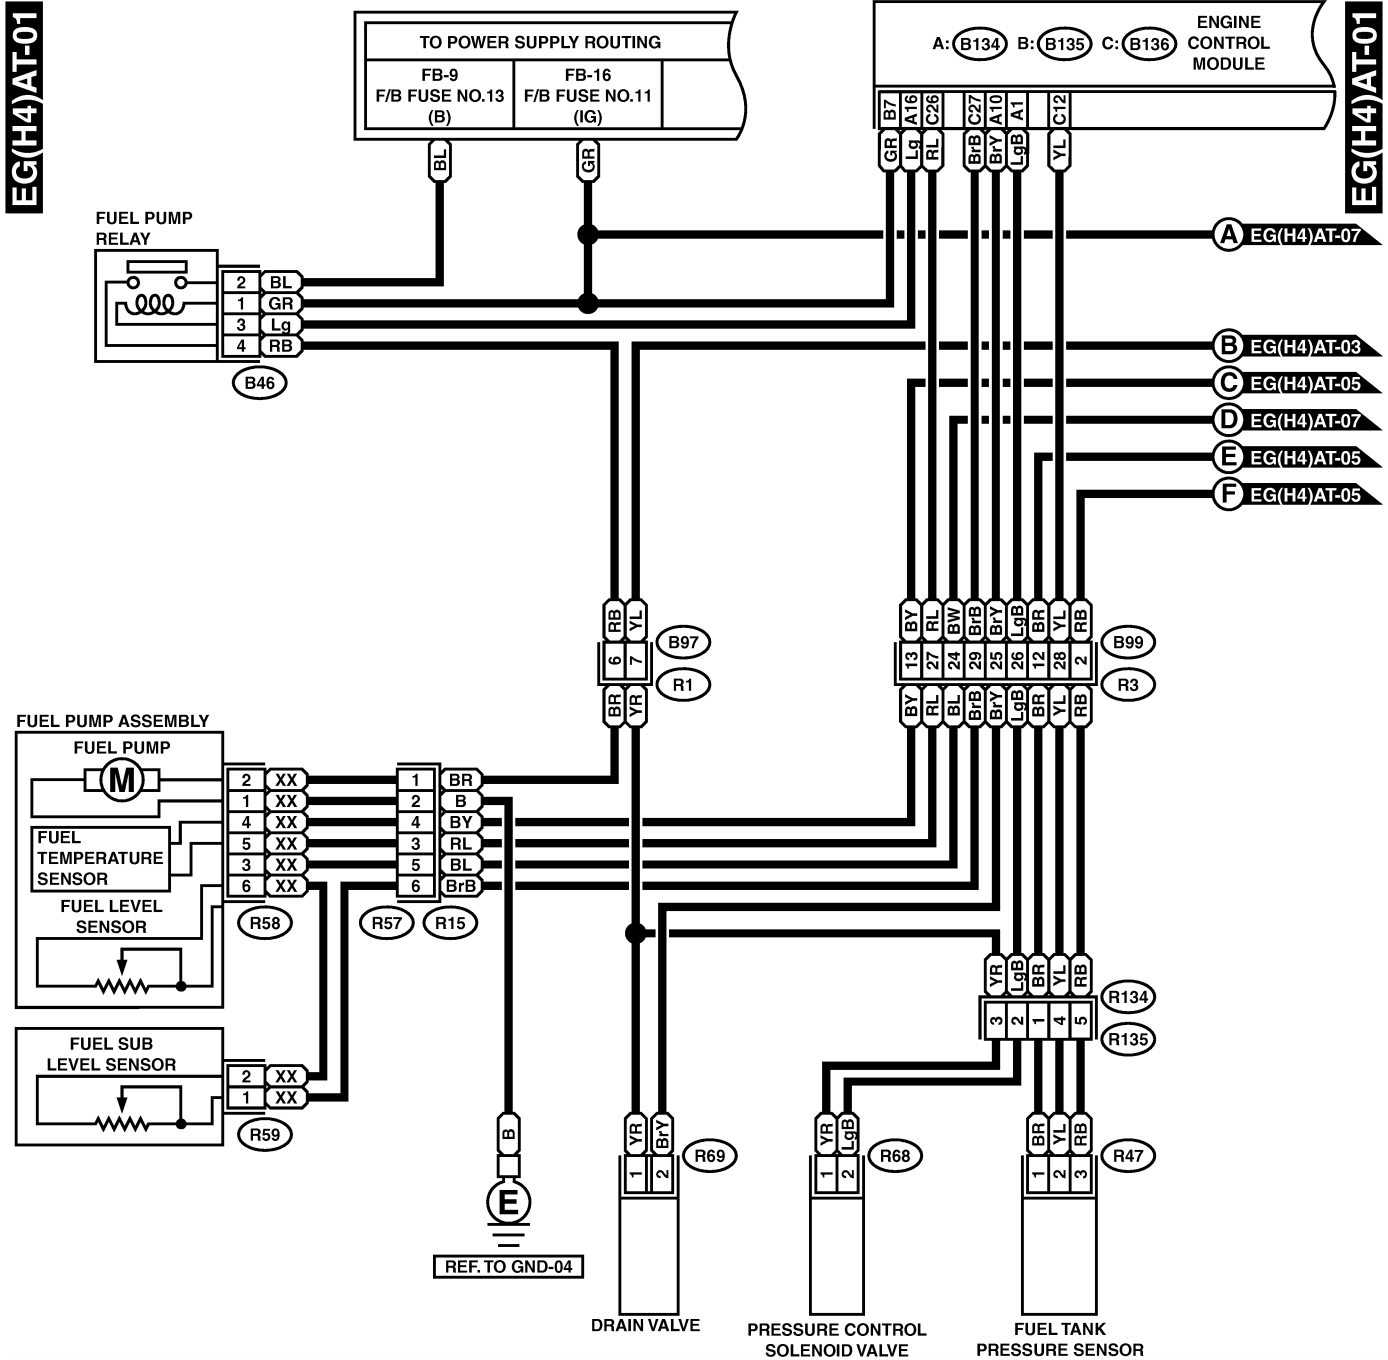 EG(H4)AT-01
TO POWER SUPPLY ROUTING
FB-9
F/B FUSE NO.13
(B)
FB-16
F/B FUSE NO.11
(IG)
A: B134 B: B135 C: B136
ENGINE
CONTROL
MODULE
EG(H4)AT-01
B7 A16 C26 C27 A10 A1 C12
BL GR
GR Lg RL BrB BrY LgB YL
FUEL PUMP
RELAY
A EG(H4)AT-07
2 BL
1 GR
3 Lg
4 RB
B46
B EG(H4)AT-03
C EG(H4)AT-05
D EG(H4)AT-07
E EG(H4)AT-05
F EG(H4)AT-05
RB YL
6 7
BR YR
B97
R1
BY RL BW BrB BrY LgB BR YL RB
13 27 24 29 25 26 12 28 2
BY RL BL BrB BrY LgB BR YL RB
B99
R3
FUEL PUMP ASSEMBLY
FUEL PUMP
M
FUEL
TEMPERATURE
SENSOR
FUEL LEVEL
SENSOR
2 XX 1 BR
1 XX 2 B
4 XX 4 BY
5 XX 3 RL
3 XX 5 BL
6 XX 6 BrB
R58 R57 R15
YR LgB BR YL RB
3 2 1 4 5
R134
R135
FUEL SUB
LEVEL SENSOR
2 XX
1 XX
R59
B
E
REF. TO GND-04
YR BrY
1 2
R69
DRAIN VALVE
YR LgB
1 2
R68
PRESSURE CONTROL
SOLENOID VALVE
BR YL RB
1 2 3
R47
FUEL TANK
PRESSURE SENSOR